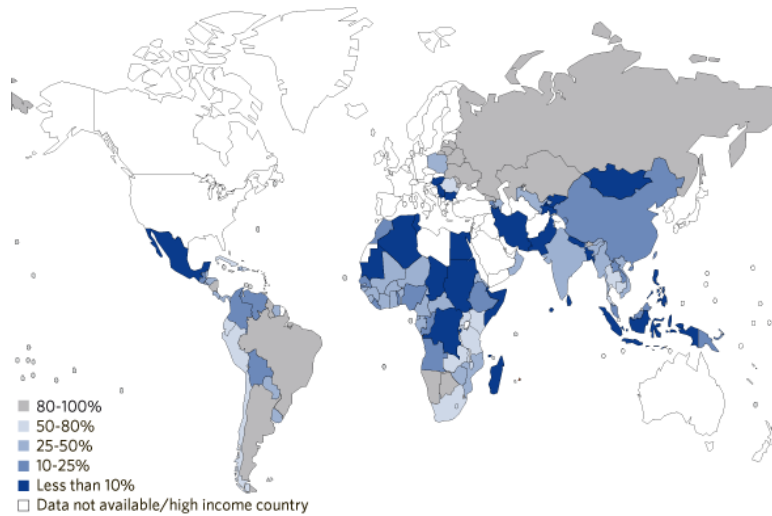 80-100%
50-80%
25-50%
10-25%
Less than 10%
Data not available/high income country